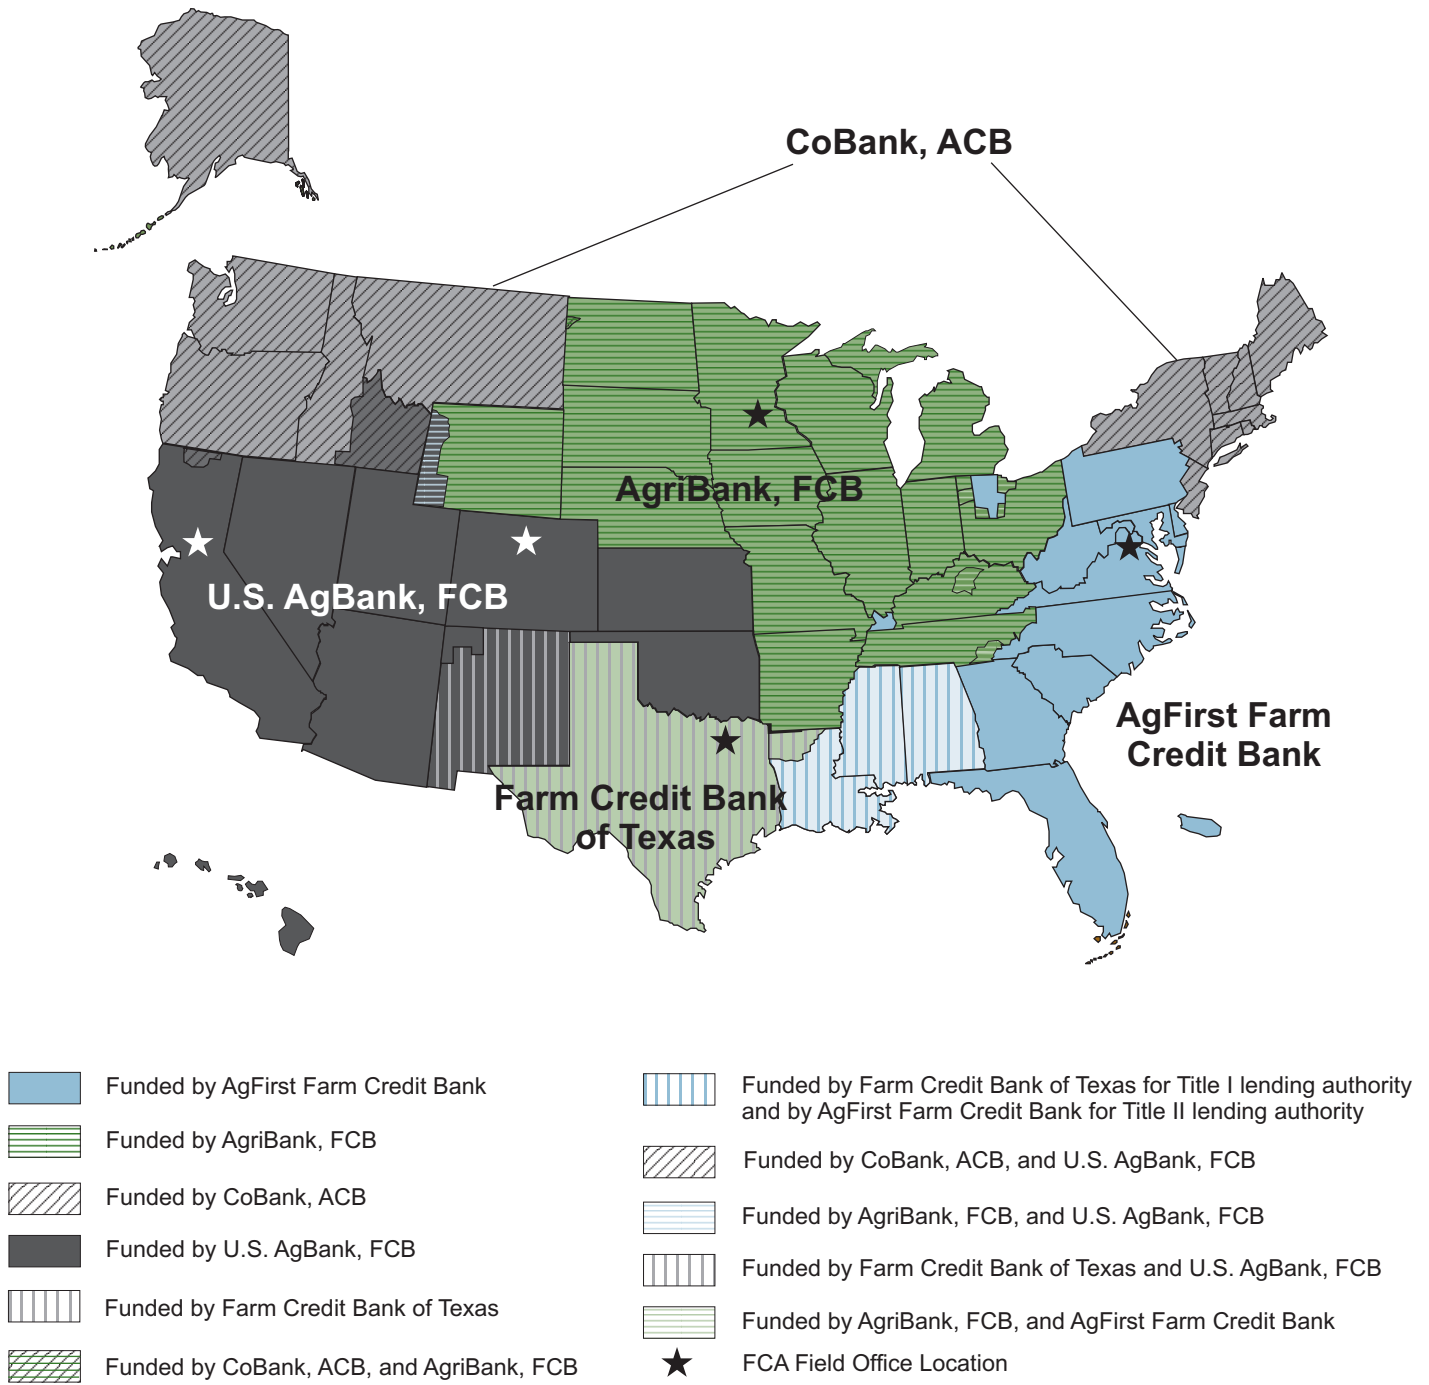 CoBank, ACB
AgriBank, FCB
U.S. AgBank, FCB
AgFirst Farm
Credit Bank
Farm Credit Bank
of Texas
Funded by AgFirst Farm Credit Bank
Funded by AgriBank, FCB
Funded by CoBank, ACB
Funded by U.S. AgBank, FCB
Funded by Farm Credit Bank of Texas
Funded by CoBank, ACB, and AgriBank, FCB
Funded by Farm Credit Bank of Texas for Title I lending authority
and by AgFirst Farm Credit Bank for Title II lending authority
Funded by CoBank, ACB, and U.S. AgBank, FCB
Funded by AgriBank, FCB, and U.S. AgBank, FCB
Funded by Farm Credit Bank of Texas and U.S. AgBank, FCB
Funded by AgriBank, FCB, and AgFirst Farm Credit Bank
FCA Field Office Location